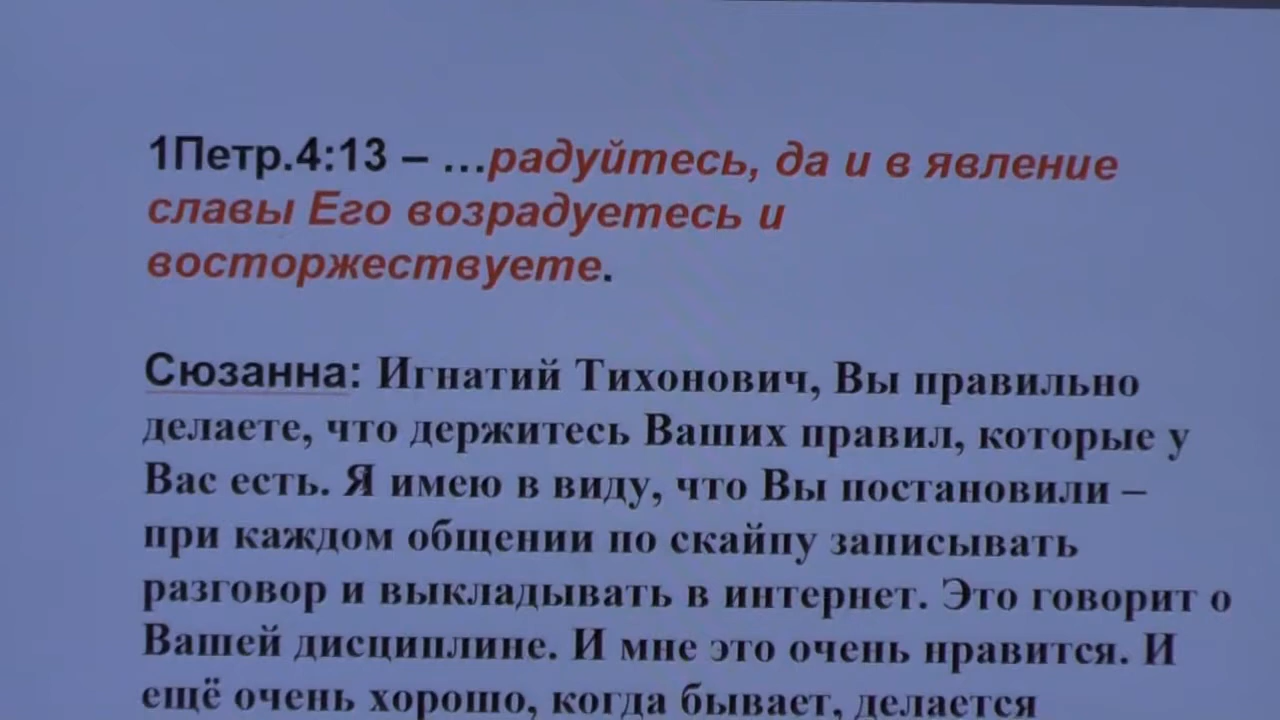 1Петр.4:13 – …радуйтесь, да и в явление
славы Его возрадуетесь и
восторжествуете.
Сюзанна: Игнатий Тихонович, Вы правильно
делаете, что держитесь Ваших правил, которые у
Вас есть. Я имею в виду, что Вы постановили –
при каждом общении по скайпу записывать
разговор и выкладывать в интернет. Это говорит о
Вашей дисциплине. И мне это очень нравится. И
ещё очень хорошо, когда бывает, делается